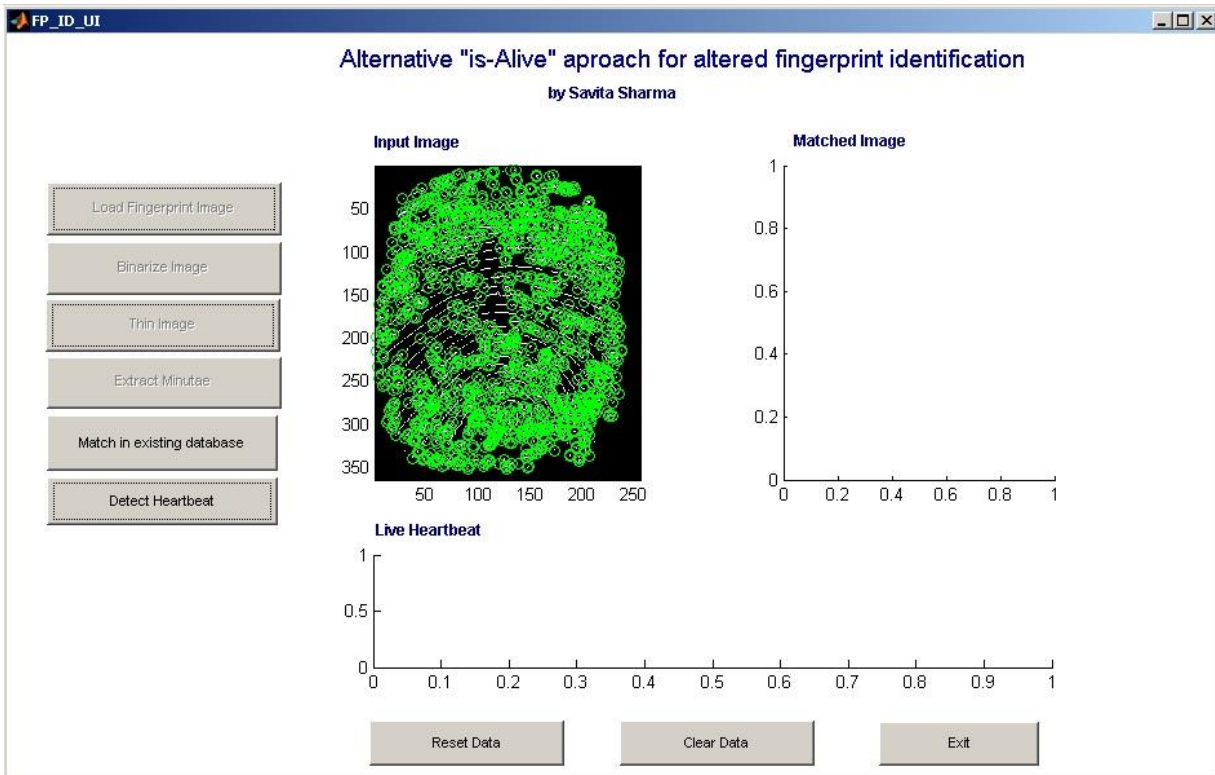 FP_ID_UI
Alternative "is-Alive" aproach for altered fingerprint identification
by Savita Sharma
Input Image
Matched Image
Load Fingerprint Image
Binarize Image
Thin Image
Extract Minutae
Match in existing database
Detect Heartbeat
50
100
150
200
250
300
350
50 100 150 200 250
1
0.8
0.6
0.4
0.2
0
0 0.2 0.4 0.6 0.8 1
Live Heartbeat
1
0.5
0
0 0.1 0.2 0.3 0.4 0.5 0.6 0.7 0.8 0.9 1
Reset Data
Clear Data
Exit